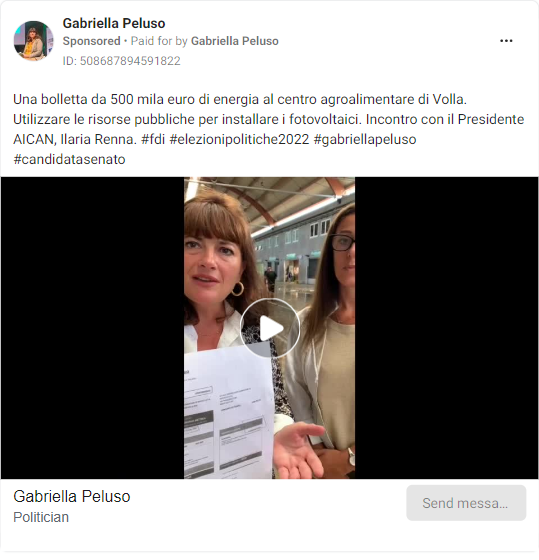 Gabriella Peluso
Sponsored • Paid for by Gabriella Peluso
ID: 508687894591822
Una bolletta da 500 mila euro di energia al centro agroalimentare di Volla.
Utilizzare le risorse pubbliche per installare i fotovoltaici. Incontro con il Presidente
AICAN, Ilaria Renna. #fdi #elezionipolitiche2022 #gabriellapeluso
#candidatasenato
Gabriella Peluso
Politician
Send messa...